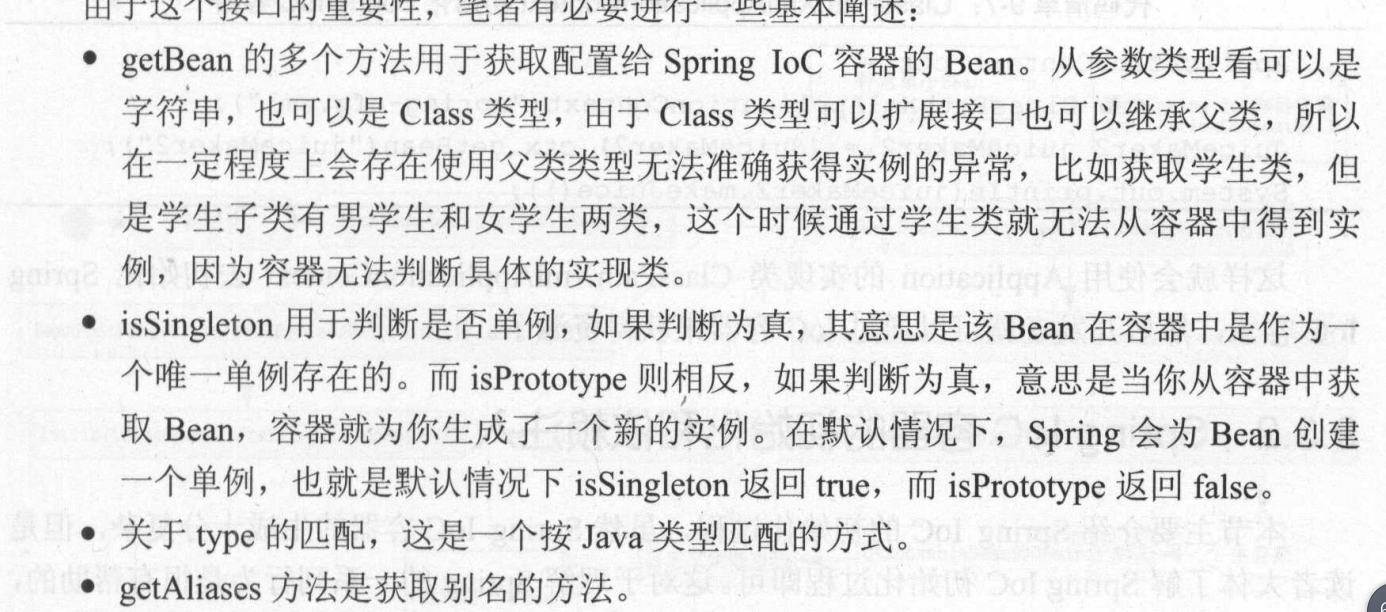 由于这个接口的重要性，笔者有必要进行一些基本阐述：
• getBean 的多个方法用于获取配置给 Spring IoC 容器的 Bean。从参数类型看可以是
字符串，也可以是 Class 类型，由于 Class 类型可以扩展接口也可以继承父类，所以
在一定程度上会存在使用父类类型无法准确获得实例的异常，比如获取学生类，但
是学生子类有男学生和女学生两类，这个时候通过学生类就无法从容器中得到实
例，因为容器无法判断具体的实现类。
• isSingleton 用于判断是否单例，如果判断为真，其意思是该 Bean 在容器中是作为一
个唯一单例存在的。而 isPrototype 则相反，如果判断为真，意思是当你从容器中获
取 Bean，容器就为你生成了一个新的实例。在默认情况下，Spring 会为 Bean 创建
一个单例，也就是默认情况下 isSingleton 返回 true，而 isPrototype 返回 false。
• 关于 type 的匹配，这是一个按 Java 类型匹配的方式。
• getAliases 方法是获取别名的方法。